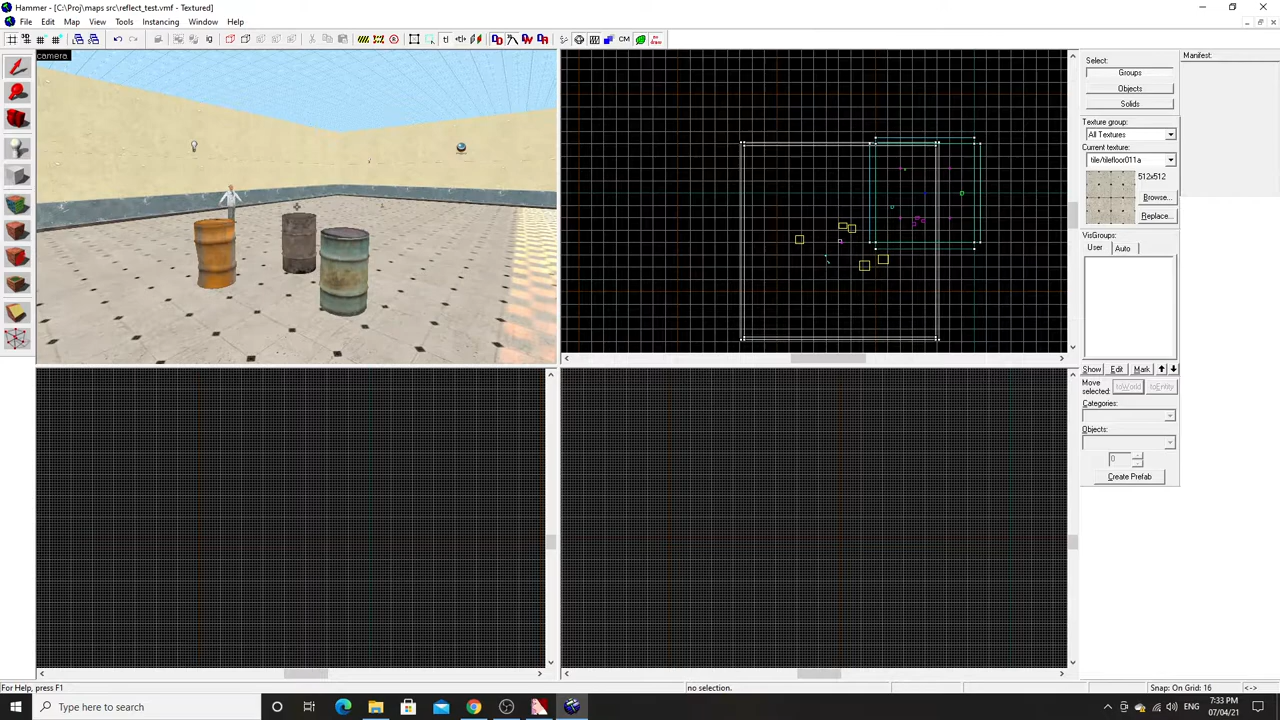 Hammer - [C:\Proj\maps src\reflect_test.vmf - Textured]
File Edit Map View Tools Instancing Window Help
camera
Select:
Groups
Objects
Solids
Texture group:
All Textures
Current texture:
tile/tilefloor011a
512x512
Browse...
Replace...
VisGroups:
User Auto
Show Edit Mark
Move selected: toWorld toEntity
Categories:
Objects:
0
Create Prefab
Manifest:
For Help, press F1
no selection.
Snap: On Grid: 16
<->
Type here to search
ENG
7:33 PM
07/04/21